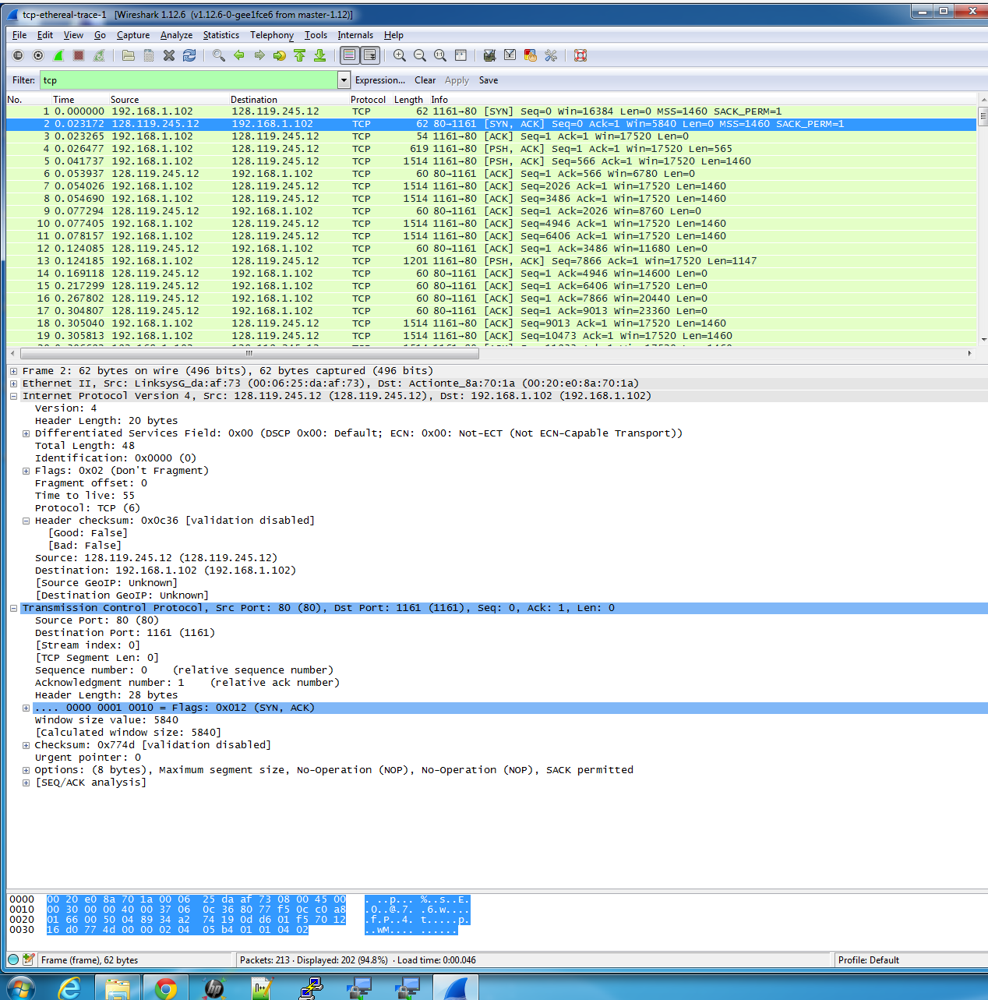 tcp-ethereal-trace-1   [Wireshark 1.12.6  (v1.12.6-0-gee1fce6 from master-1.12)]
File Edit View Go Capture Analyze Statistics Telephony Tools Internals Help
Filter: tcp Expression... Clear Apply Save
No. Time Source Destination Protocol Length Info
1 0.000000 192.168.1.102 128.119.245.12 TCP 62 1161→80 [SYN] Seq=0 Win=16384 Len=0 MSS=1460 SACK_PERM=1
2 0.023172 128.119.245.12 192.168.1.102 TCP 62 80→1161 [SYN, ACK] Seq=0 Ack=1 Win=5840 Len=0 MSS=1460 SACK_PERM=1
3 0.023265 192.168.1.102 128.119.245.12 TCP 54 1161→80 [ACK] Seq=1 Ack=1 Win=17520 Len=0
4 0.026477 192.168.1.102 128.119.245.12 TCP 619 1161→80 [PSH, ACK] Seq=1 Ack=1 Win=17520 Len=565
5 0.041737 192.168.1.102 128.119.245.12 TCP 1514 1161→80 [PSH, ACK] Seq=566 Ack=1 Win=17520 Len=1460
6 0.053937 128.119.245.12 192.168.1.102 TCP 60 80→1161 [ACK] Seq=1 Ack=566 Win=6780 Len=0
7 0.054026 192.168.1.102 128.119.245.12 TCP 1514 1161→80 [ACK] Seq=2026 Ack=1 Win=17520 Len=1460
8 0.054690 192.168.1.102 128.119.245.12 TCP 1514 1161→80 [ACK] Seq=3486 Ack=1 Win=17520 Len=1460
9 0.077294 128.119.245.12 192.168.1.102 TCP 60 80→1161 [ACK] Seq=1 Ack=2026 Win=8760 Len=0
10 0.077405 192.168.1.102 128.119.245.12 TCP 1514 1161→80 [ACK] Seq=4946 Ack=1 Win=17520 Len=1460
11 0.078157 192.168.1.102 128.119.245.12 TCP 1514 1161→80 [ACK] Seq=6406 Ack=1 Win=17520 Len=1460
12 0.124085 128.119.245.12 192.168.1.102 TCP 60 80→1161 [ACK] Seq=1 Ack=3486 Win=11680 Len=0
13 0.124185 192.168.1.102 128.119.245.12 TCP 1201 1161→80 [PSH, ACK] Seq=7866 Ack=1 Win=17520 Len=1147
14 0.169118 128.119.245.12 192.168.1.102 TCP 60 80→1161 [ACK] Seq=1 Ack=4946 Win=14600 Len=0
15 0.217299 128.119.245.12 192.168.1.102 TCP 60 80→1161 [ACK] Seq=1 Ack=6406 Win=17520 Len=0
16 0.267802 128.119.245.12 192.168.1.102 TCP 60 80→1161 [ACK] Seq=1 Ack=7866 Win=20440 Len=0
17 0.304807 128.119.245.12 192.168.1.102 TCP 60 80→1161 [ACK] Seq=1 Ack=9013 Win=23360 Len=0
18 0.305040 192.168.1.102 128.119.245.12 TCP 1514 1161→80 [ACK] Seq=9013 Ack=1 Win=17520 Len=1460
19 0.305813 192.168.1.102 128.119.245.12 TCP 1514 1161→80 [ACK] Seq=10473 Ack=1 Win=17520 Len=1460
Frame 2: 62 bytes on wire (496 bits), 62 bytes captured (496 bits)
Ethernet II, Src: LinksysG_da:af:73 (00:06:25:da:af:73), Dst: Actionte_8a:70:1a (00:20:e0:8a:70:1a)
Internet Protocol Version 4, Src: 128.119.245.12 (128.119.245.12), Dst: 192.168.1.102 (192.168.1.102)
Version: 4
Header Length: 20 bytes
Differentiated Services Field: 0x00 (DSCP 0x00: Default; ECN: 0x00: Not-ECT (Not ECN-Capable Transport))
Total Length: 48
Identification: 0x0000 (0)
Flags: 0x02 (Don't Fragment)
Fragment offset: 0
Time to live: 55
Protocol: TCP (6)
Header checksum: 0x0c36 [validation disabled]
[Good: False]
[Bad: False]
Source: 128.119.245.12 (128.119.245.12)
Destination: 192.168.1.102 (192.168.1.102)
[Source GeoIP: Unknown]
[Destination GeoIP: Unknown]
Transmission Control Protocol, Src Port: 80 (80), Dst Port: 1161 (1161), Seq: 0, Ack: 1, Len: 0
Source Port: 80 (80)
Destination Port: 1161 (1161)
[Stream index: 0]
[TCP Segment Len: 0]
Sequence number: 0    (relative sequence number)
Acknowledgment number: 1    (relative ack number)
Header Length: 28 bytes
.... 0000 0001 0010 = Flags: 0x012 (SYN, ACK)
Window size value: 5840
[Calculated window size: 5840]
Checksum: 0x774d [validation disabled]
Urgent pointer: 0
Options: (8 bytes), Maximum segment size, No-Operation (NOP), No-Operation (NOP), SACK permitted
[SEQ/ACK analysis]
0000  00 20 e0 8a 70 1a 00 06  25 da af 73 08 00 45 00   . ..p... %..s..E.
0010  00 30 00 00 40 00 37 06  0c 36 80 77 f5 0c c0 a8   .0..@.7. .6.w....
0020  01 66 00 50 04 89 34 a2  74 19 0d d6 01 f5 70 12   .f.P..4. t.....p.
0030  16 d0 77 4d 00 00 02 04  05 b4 01 01 04 02   ..wM.... ......
Frame (frame), 62 bytes Packets: 213 · Displayed: 202 (94.8%) · Load time: 0:00.046 Profile: Default